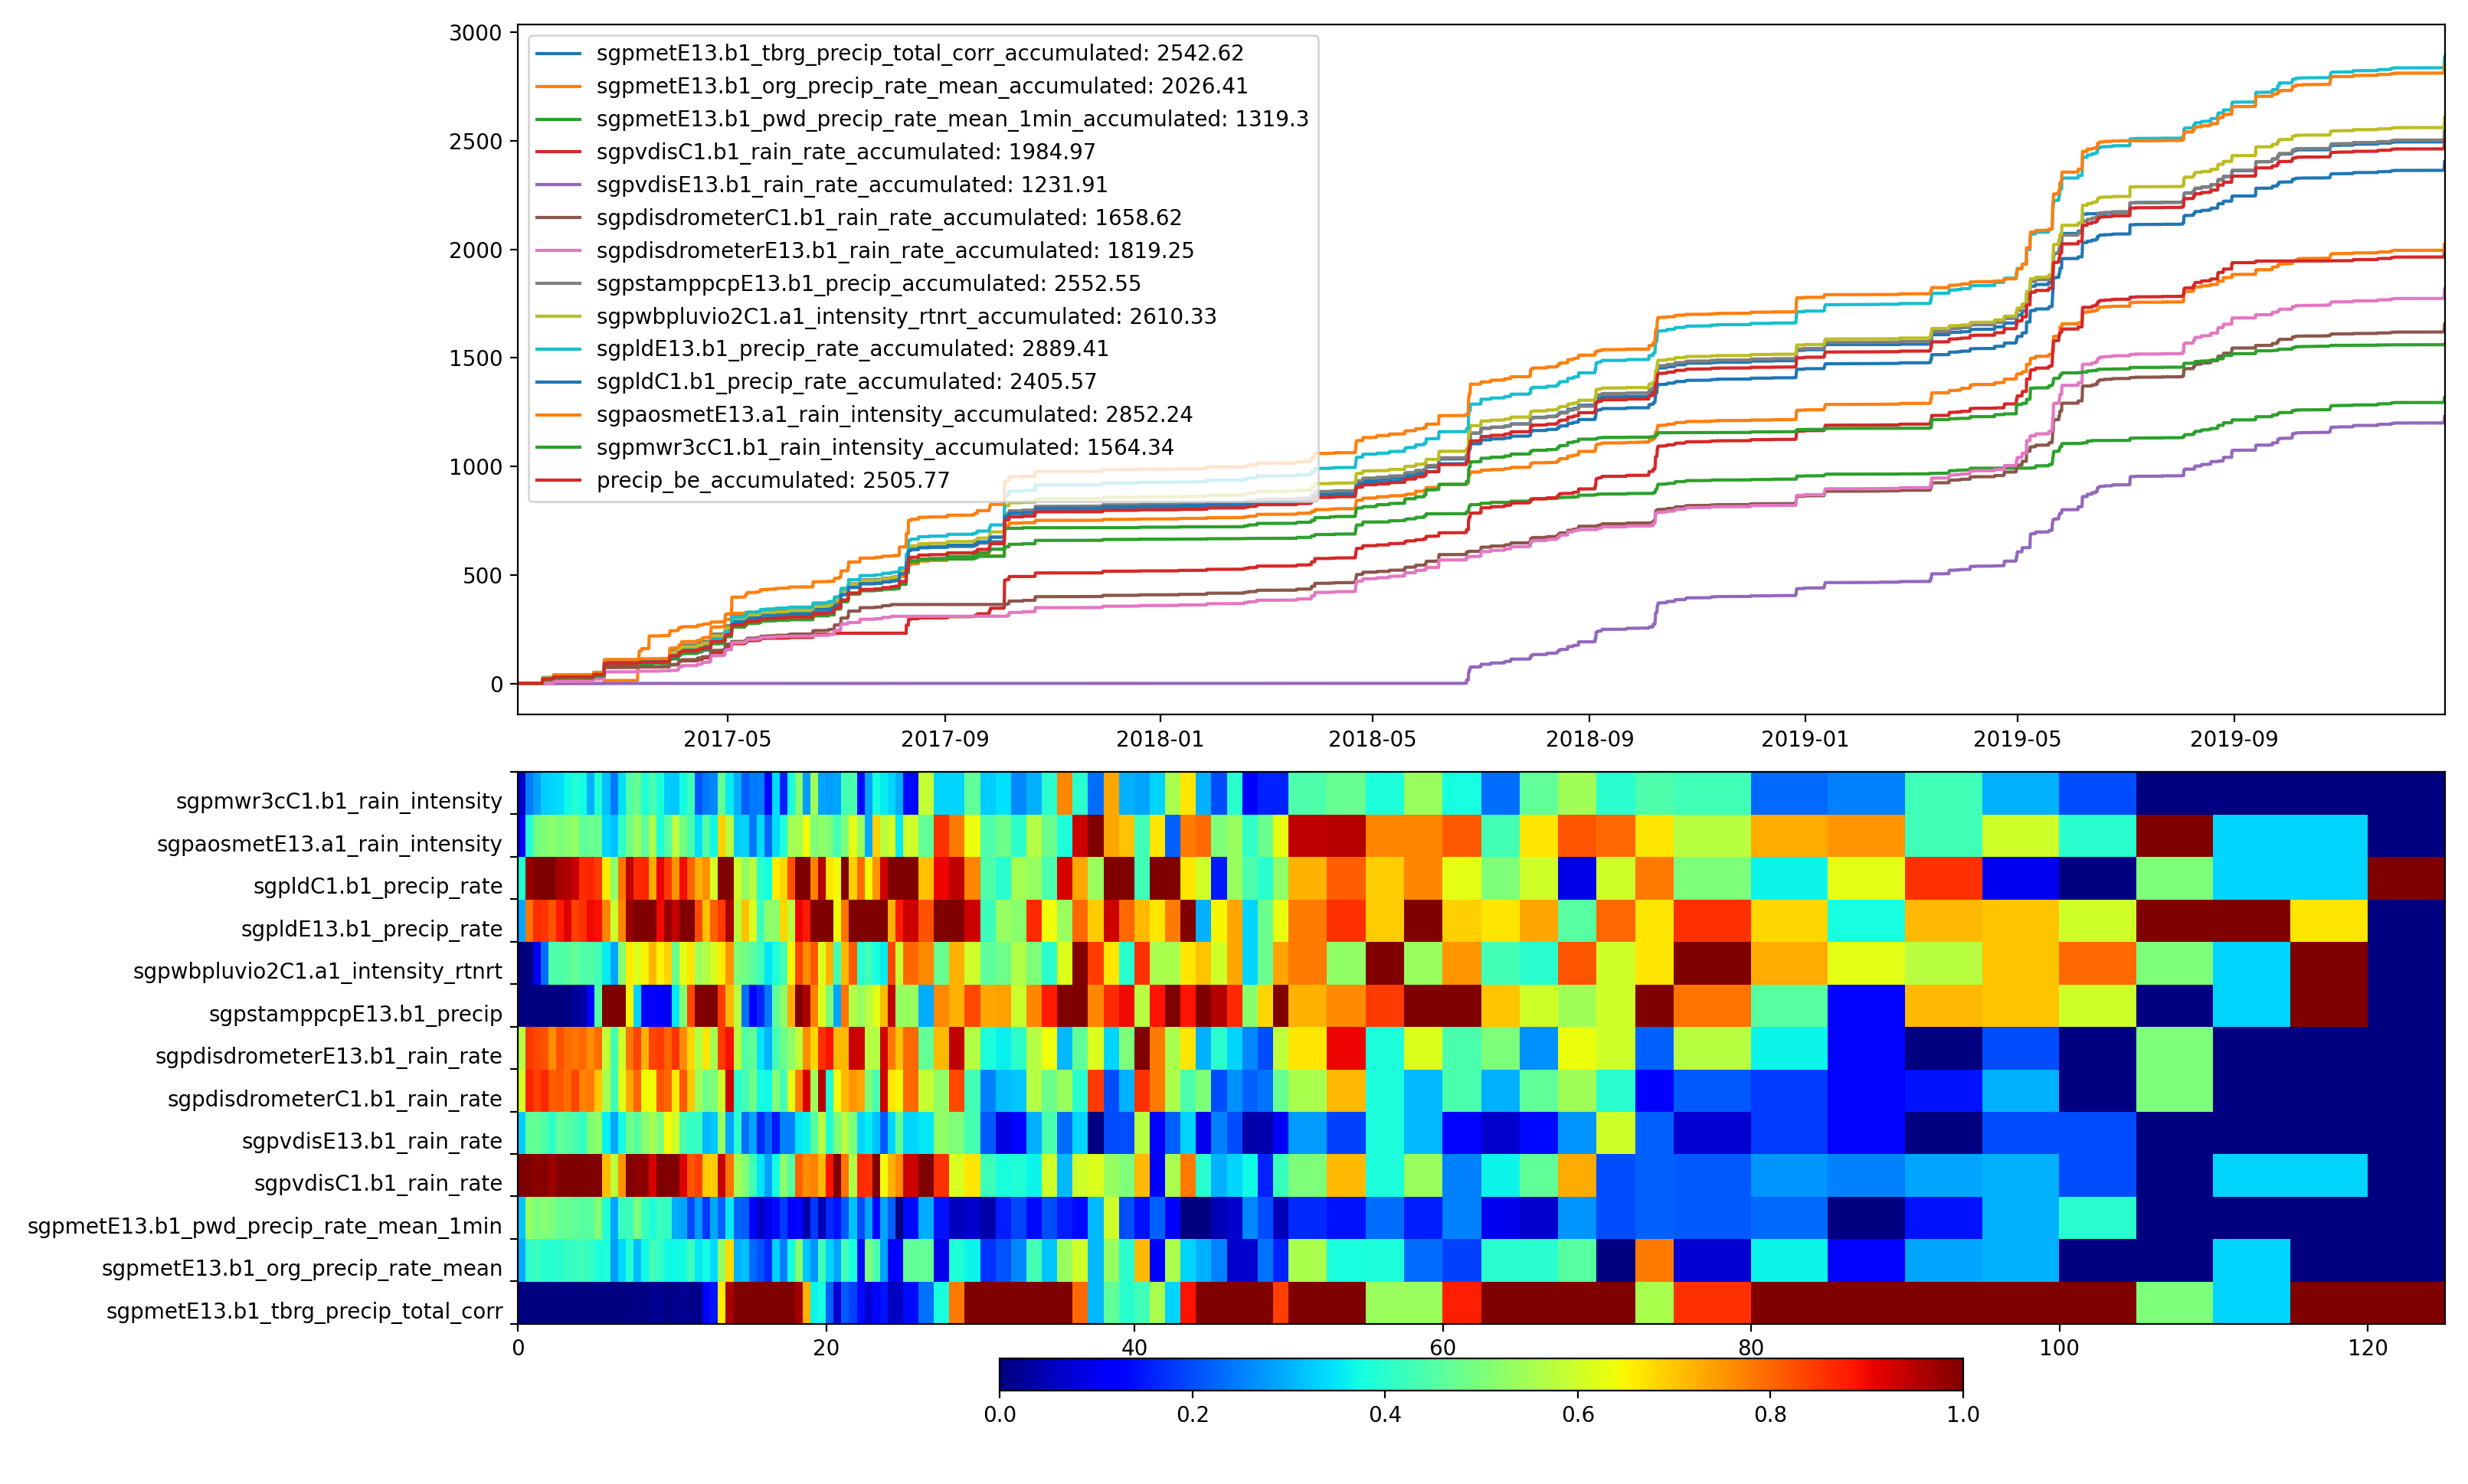 3000
2500
2000
1500
1000
500
0
sgpmetE13.b1_tbrg_precip_total_corr_accumulated: 2542.62
sgpmetE13.b1_org_precip_rate_mean_accumulated: 2026.41
sgpmetE13.b1_pwd_precip_rate_mean_1min_accumulated: 1319.3
sgpvdisC1.b1_rain_rate_accumulated: 1984.97
sgpvdisE13.b1_rain_rate_accumulated: 1231.91
sgpdisdrometerC1.b1_rain_rate_accumulated: 1658.62
sgpdisdrometerE13.b1_rain_rate_accumulated: 1819.25
sgpstamppcpE13.b1_precip_accumulated: 2552.55
sgpwbpluvio2C1.a1_intensity_rtnrt_accumulated: 2610.33
sgpldE13.b1_precip_rate_accumulated: 2889.41
sgpldC1.b1_precip_rate_accumulated: 2405.57
sgpaosmetE13.a1_rain_intensity_accumulated: 2852.24
sgpmwr3cC1.b1_rain_intensity_accumulated: 1564.34
precip_be_accumulated: 2505.77
2017-05 2017-09 2018-01 2018-05 2018-09 2019-01 2019-05 2019-09
sgpmwr3cC1.b1_rain_intensity
sgpaosmetE13.a1_rain_intensity
sgpldC1.b1_precip_rate
sgpldE13.b1_precip_rate
sgpwbpluvio2C1.a1_intensity_rtnrt
sgpstamppcpE13.b1_precip
sgpdisdrometerE13.b1_rain_rate
sgpdisdrometerC1.b1_rain_rate
sgpvdisE13.b1_rain_rate
sgpvdisC1.b1_rain_rate
sgpmetE13.b1_pwd_precip_rate_mean_1min
sgpmetE13.b1_org_precip_rate_mean
sgpmetE13.b1_tbrg_precip_total_corr
0 20 40 60 80 100 120
0.0 0.2 0.4 0.6 0.8 1.0